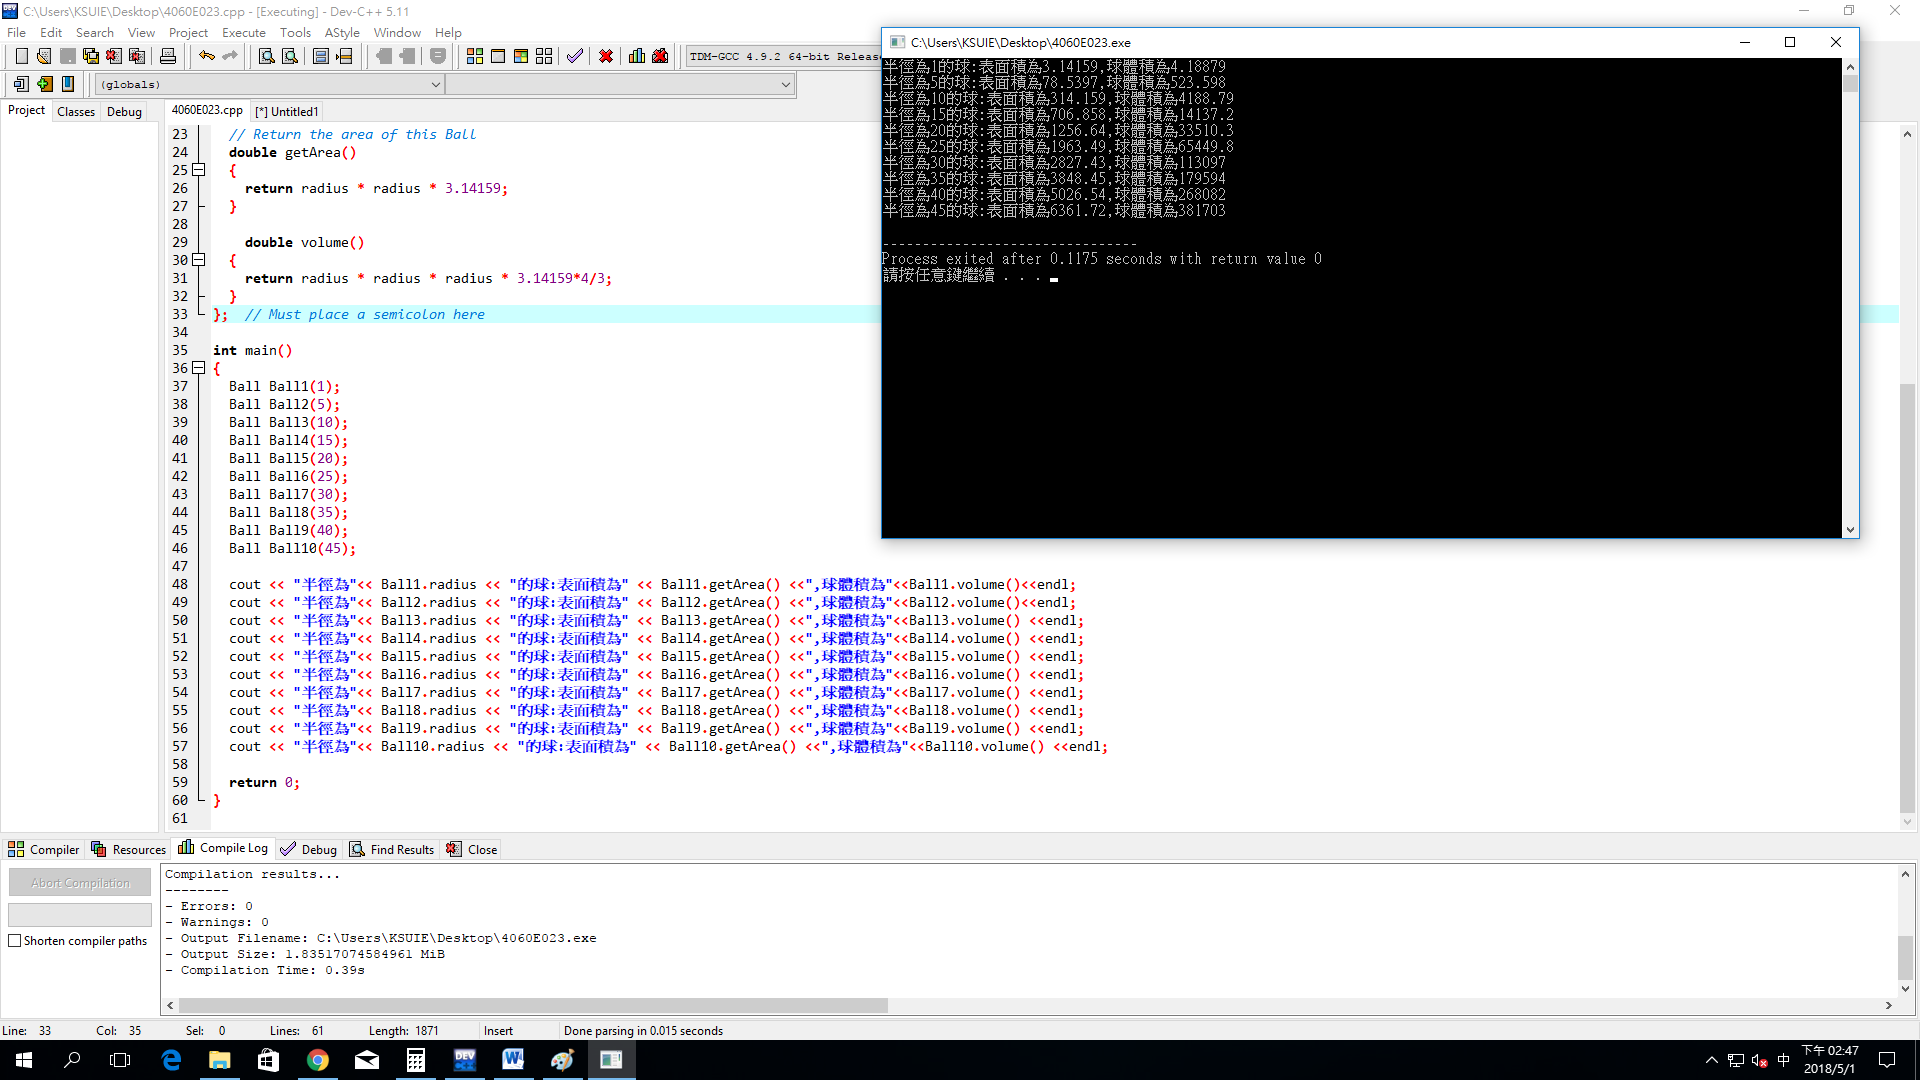 C:\Users\KSUIE\Desktop\4060E023.cpp - [Executing] - Dev-C++ 5.11
File Edit Search View Project Execute Tools AStyle Window Help
TDM-GCC 4.9.2 64-bit Release
(globals)
Project Classes Debug
4060E023.cpp [*] Untitled1
23 // Return the area of this Ball
24 double getArea()
25 {
26 return radius * radius * 3.14159;
27 }
28
29 double volume()
30 {
31 return radius * radius * radius * 3.14159*4/3;
32 }
33 }; // Must place a semicolon here
34
35 int main()
36 {
37 Ball Ball1(1);
38 Ball Ball2(5);
39 Ball Ball3(10);
40 Ball Ball4(15);
41 Ball Ball5(20);
42 Ball Ball6(25);
43 Ball Ball7(30);
44 Ball Ball8(35);
45 Ball Ball9(40);
46 Ball Ball10(45);
47
48 cout << "半徑為"<< Ball1.radius << "的球:表面積為" << Ball1.getArea() <<",球體積為"<<Ball1.volume()<<endl;
49 cout << "半徑為"<< Ball2.radius << "的球:表面積為" << Ball2.getArea() <<",球體積為"<<Ball2.volume()<<endl;
50 cout << "半徑為"<< Ball3.radius << "的球:表面積為" << Ball3.getArea() <<",球體積為"<<Ball3.volume() <<endl;
51 cout << "半徑為"<< Ball4.radius << "的球:表面積為" << Ball4.getArea() <<",球體積為"<<Ball4.volume() <<endl;
52 cout << "半徑為"<< Ball5.radius << "的球:表面積為" << Ball5.getArea() <<",球體積為"<<Ball5.volume() <<endl;
53 cout << "半徑為"<< Ball6.radius << "的球:表面積為" << Ball6.getArea() <<",球體積為"<<Ball6.volume() <<endl;
54 cout << "半徑為"<< Ball7.radius << "的球:表面積為" << Ball7.getArea() <<",球體積為"<<Ball7.volume() <<endl;
55 cout << "半徑為"<< Ball8.radius << "的球:表面積為" << Ball8.getArea() <<",球體積為"<<Ball8.volume() <<endl;
56 cout << "半徑為"<< Ball9.radius << "的球:表面積為" << Ball9.getArea() <<",球體積為"<<Ball9.volume() <<endl;
57 cout << "半徑為"<< Ball10.radius << "的球:表面積為" << Ball10.getArea() <<",球體積為"<<Ball10.volume() <<endl;
58
59 return 0;
60 }
61
C:\Users\KSUIE\Desktop\4060E023.exe
半徑為1的球:表面積為3.14159,球體積為4.18879
半徑為5的球:表面積為78.5397,球體積為523.598
半徑為10的球:表面積為314.159,球體積為4188.79
半徑為15的球:表面積為706.858,球體積為14137.2
半徑為20的球:表面積為1256.64,球體積為33510.3
半徑為25的球:表面積為1963.49,球體積為65449.8
半徑為30的球:表面積為2827.43,球體積為113097
半徑為35的球:表面積為3848.45,球體積為179594
半徑為40的球:表面積為5026.54,球體積為268082
半徑為45的球:表面積為6361.72,球體積為381703
--------------------------------
Process exited after 0.1175 seconds with return value 0
請按任意鍵繼續 . . .
Compiler Resources Compile Log Debug Find Results Close
Abort Compilation
Shorten compiler paths
Compilation results...
--------
- Errors: 0
- Warnings: 0
- Output Filename: C:\Users\KSUIE\Desktop\4060E023.exe
- Output Size: 1.83517074584961 MiB
- Compilation Time: 0.39s
Line: 33 Col: 35 Sel: 0 Lines: 61 Length: 1871 Insert Done parsing in 0.015 seconds
中
下午 02:47
2018/5/1